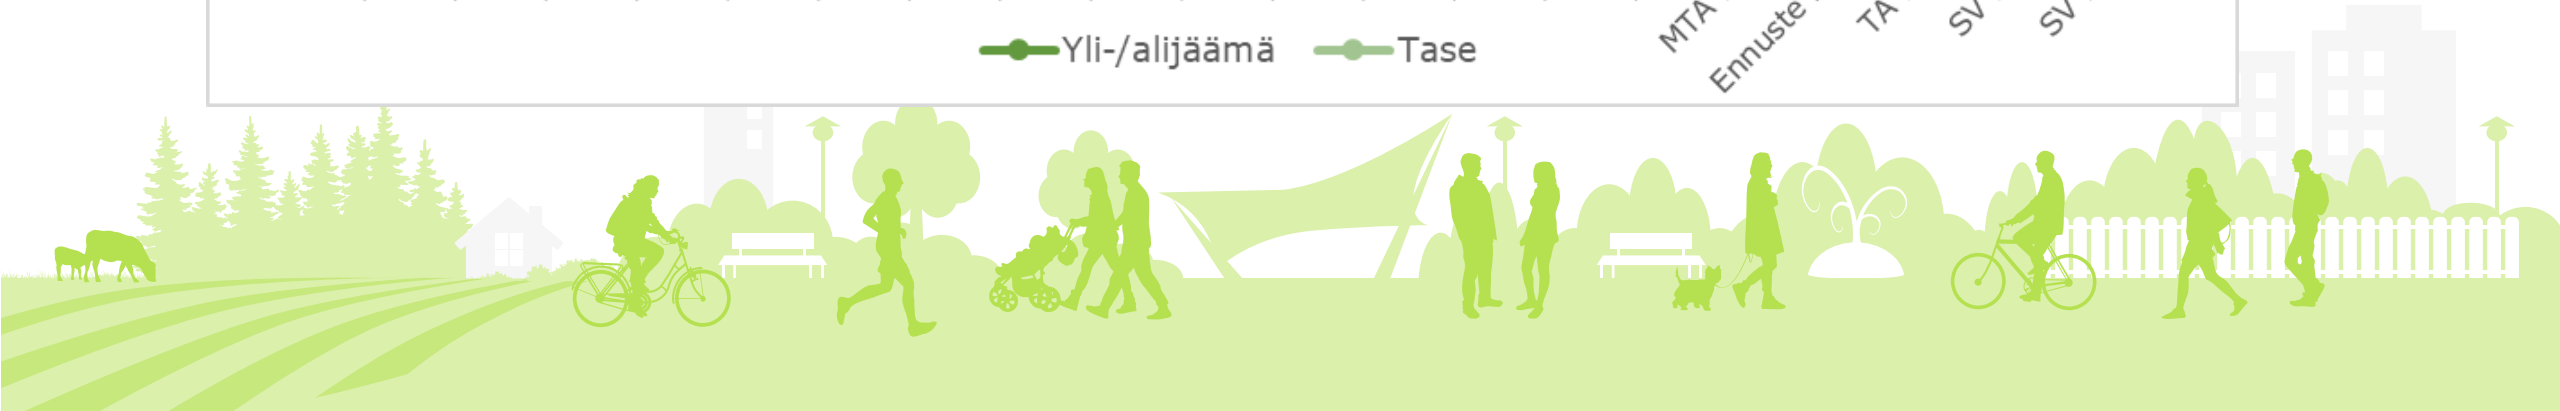 MTA
Ennuste
TA
SV
SV
Yli-/alijäämä
Tase